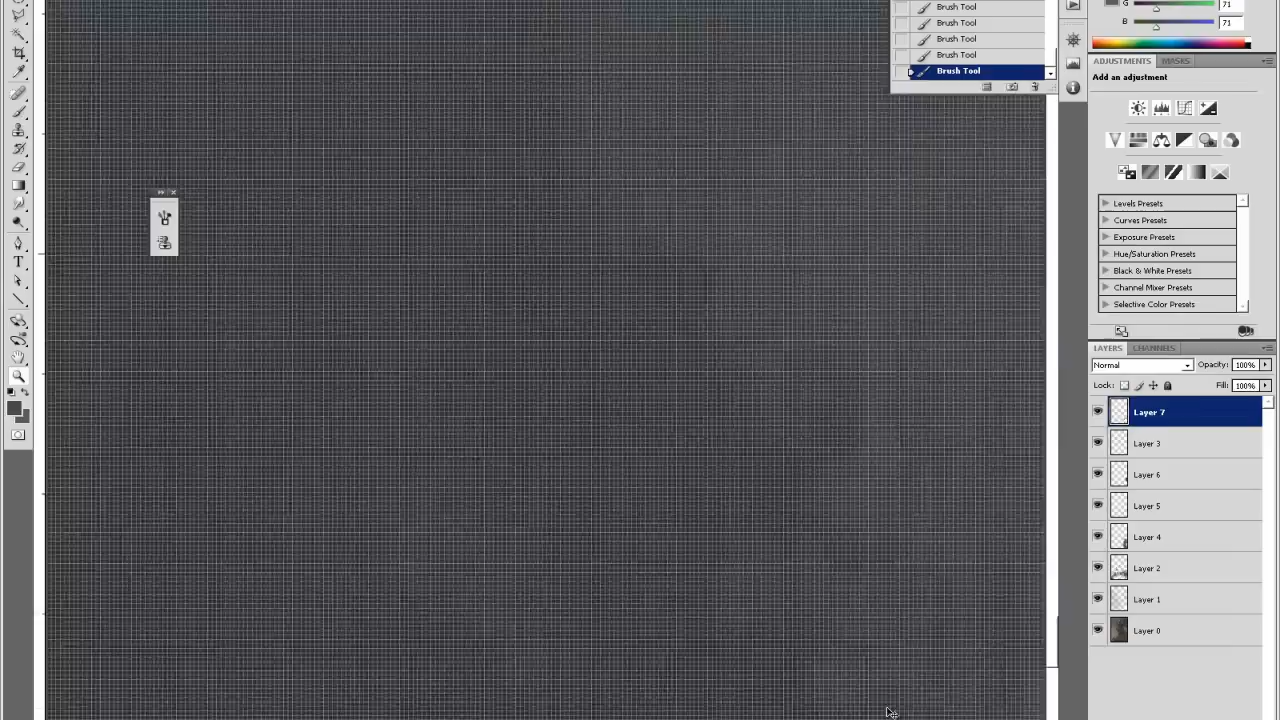 Brush Tool
Brush Tool
Brush Tool
Brush Tool
Brush Tool
G 71
B 71
ADJUSTMENTS MASKS
Add an adjustment
Levels Presets
Curves Presets
Exposure Presets
Hue/Saturation Presets
Black & White Presets
Channel Mixer Presets
Selective Color Presets
LAYERS CHANNELS
Normal Opacity: 100%
Lock: Fill: 100%
Layer 7
Layer 3
Layer 6
Layer 5
Layer 4
Layer 2
Layer 1
Layer 0